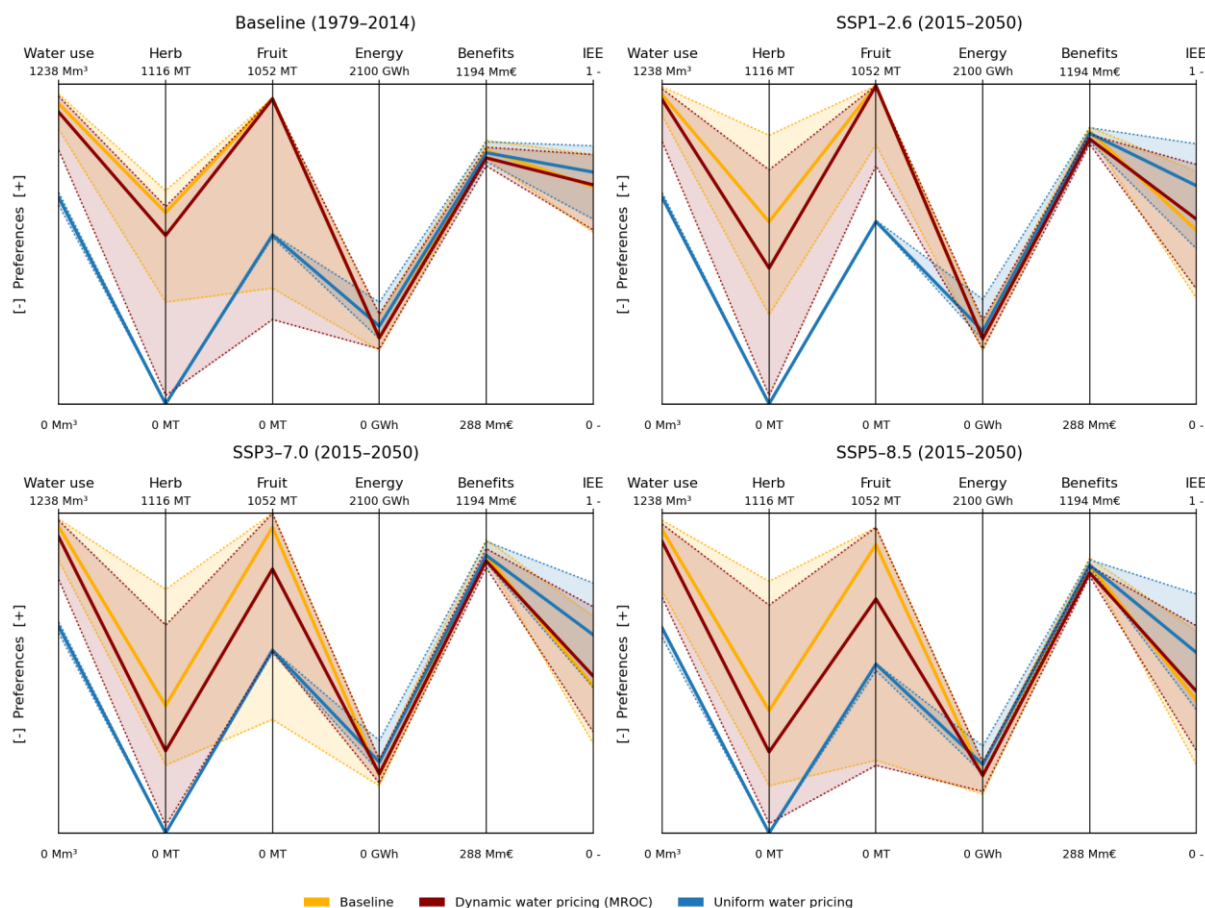 Baseline (1979–2014)
Water use Herb Fruit Energy Benefits IEE
1238 Mm³ 1116 MT 1052 MT 2100 GWh 1194 Mm€ 1 -
[-] Preferences [+]
0 Mm³ 0 MT 0 MT 0 GWh 288 Mm€ 0 -
SSP1–2.6 (2015–2050)
Water use Herb Fruit Energy Benefits IEE
1238 Mm³ 1116 MT 1052 MT 2100 GWh 1194 Mm€ 1 -
[-] Preferences [+]
0 Mm³ 0 MT 0 MT 0 GWh 288 Mm€ 0 -
SSP3–7.0 (2015–2050)
Water use Herb Fruit Energy Benefits IEE
1238 Mm³ 1116 MT 1052 MT 2100 GWh 1194 Mm€ 1 -
[-] Preferences [+]
0 Mm³ 0 MT 0 MT 0 GWh 288 Mm€ 0 -
SSP5–8.5 (2015–2050)
Water use Herb Fruit Energy Benefits IEE
1238 Mm³ 1116 MT 1052 MT 2100 GWh 1194 Mm€ 1 -
[-] Preferences [+]
0 Mm³ 0 MT 0 MT 0 GWh 288 Mm€ 0 -
Baseline Dynamic water pricing (MROC) Uniform water pricing